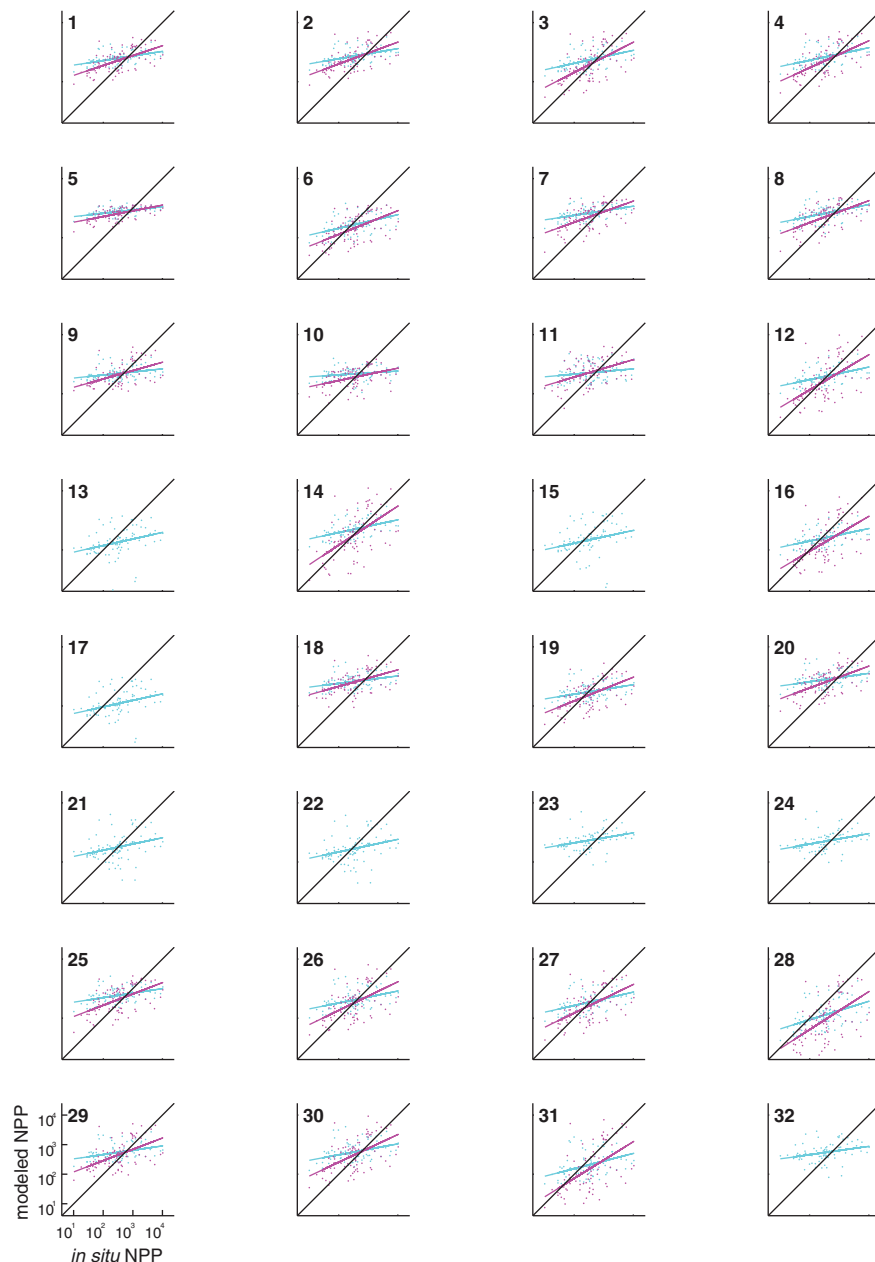 1 2 3 4
5 6 7 8
9 10 11 12
13 14 15 16
17 18 19 20
21 22 23 24
25 26 27 28
29 30 31 32
10⁴
10³
10²
10¹
modeled NPP
10¹ 10² 10³ 10⁴
in situ NPP